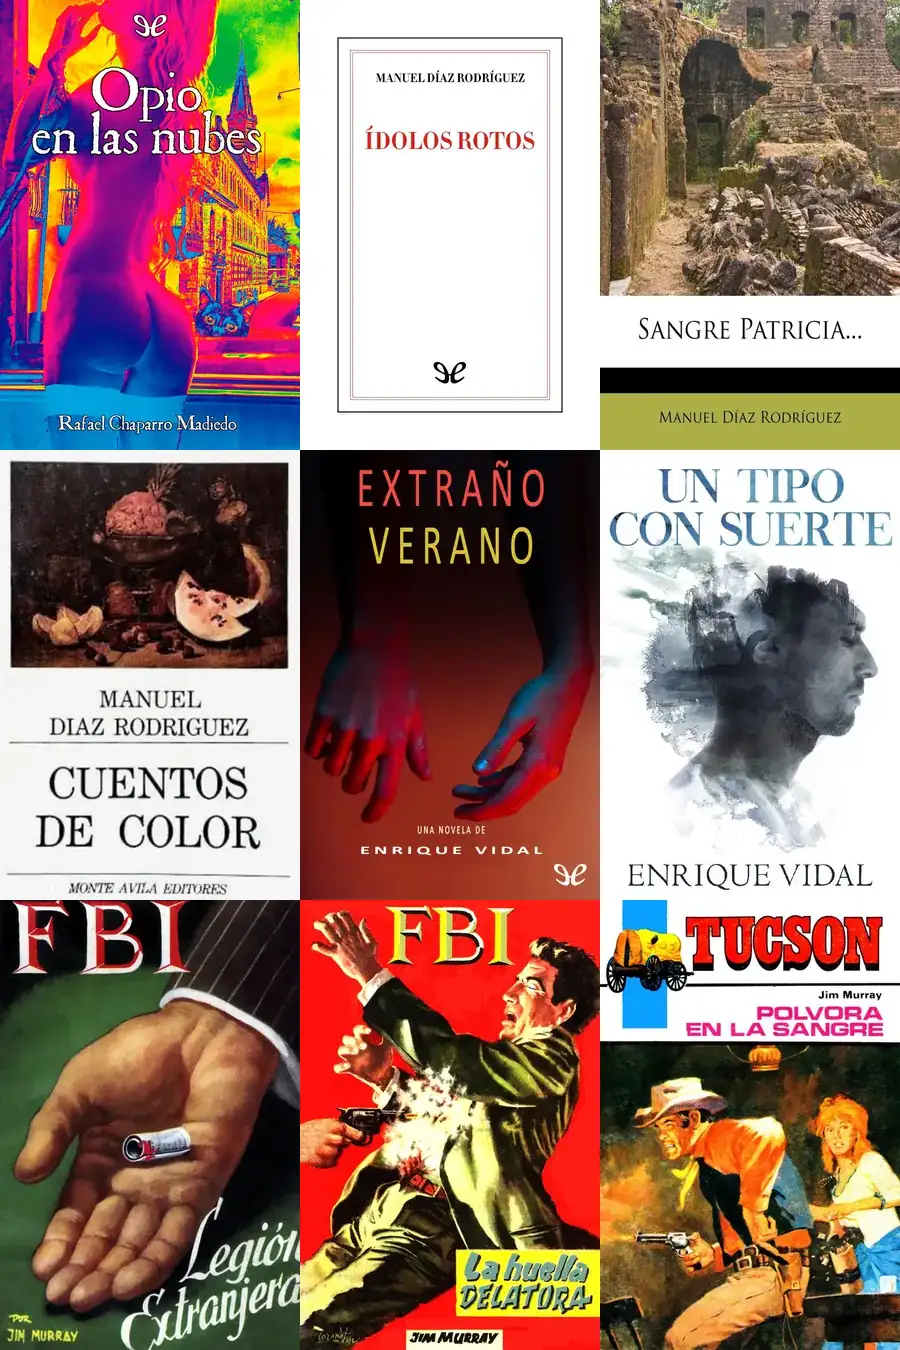 Opio
en las nubes
Rafael Chaparro Madiedo
MANUEL DÍAZ RODRÍGUEZ
ÍDOLOS ROTOS
SANGRE PATRICIA...
MANUEL DÍAZ RODRÍGUEZ
MANUEL
DIAZ RODRIGUEZ
CUENTOS
DE COLOR
MONTE AVILA EDITORES
EXTRAÑO
VERANO
UNA NOVELA DE
ENRIQUE VIDAL
UN TIPO
CON SUERTE
ENRIQUE VIDAL
FBI
Legión
Extranjera
POR
JIM MURRAY
FBI
La huella
DELATORA
JIM MURRAY
TUCSON
Jim Murray
POLVORA
EN LA SANGRE